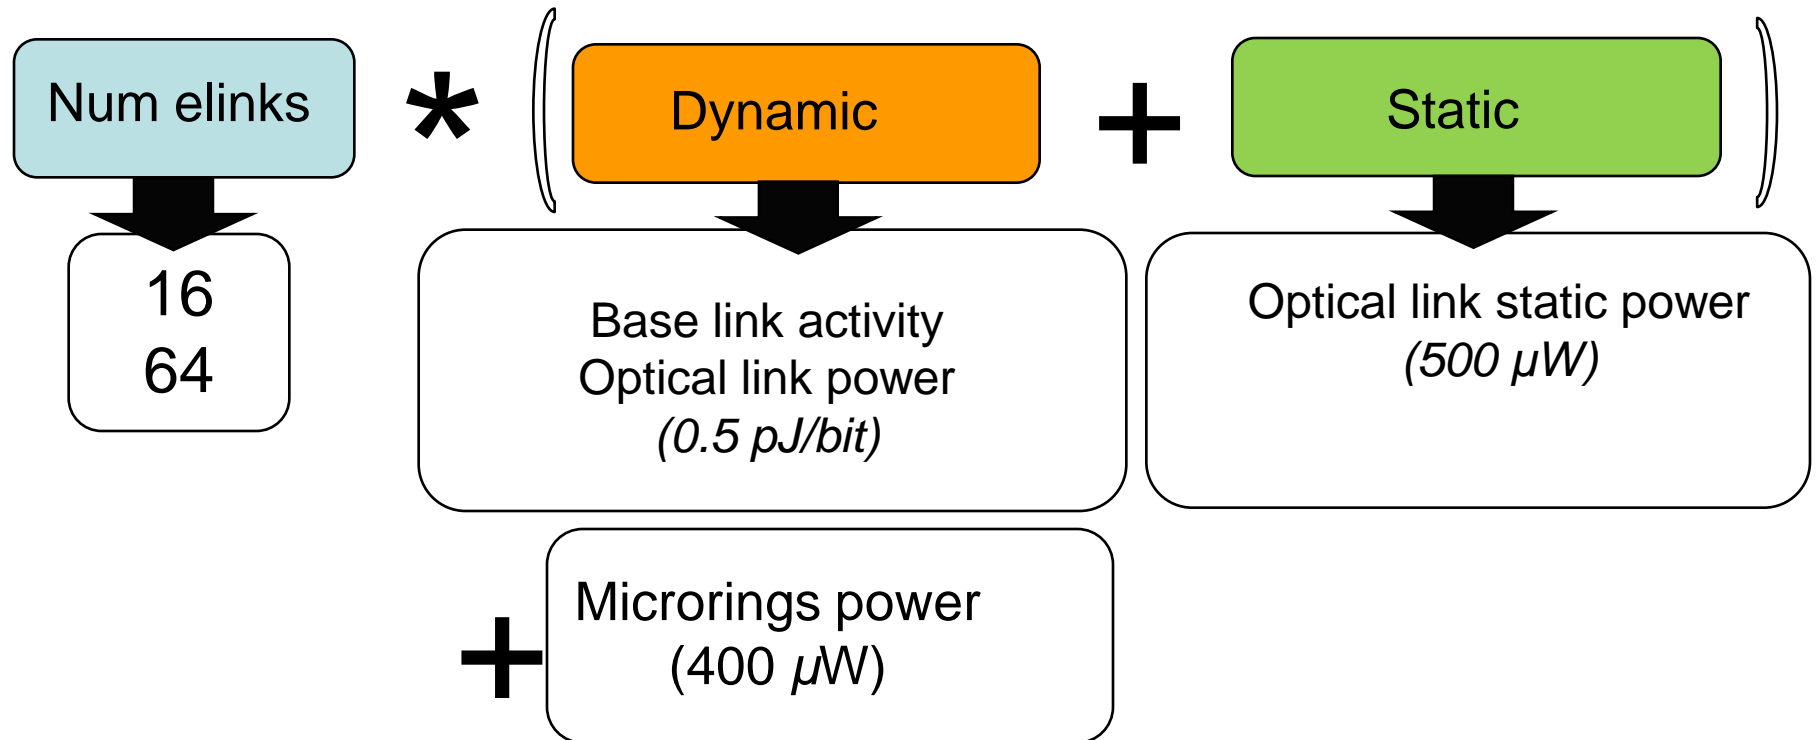 Num elinks
*
(
Dynamic
+
Static
)
16
64
Base link activity
Optical link power
(0.5 pJ/bit)
Optical link static power
(500 µW)
+
Microrings power
(400 µW)